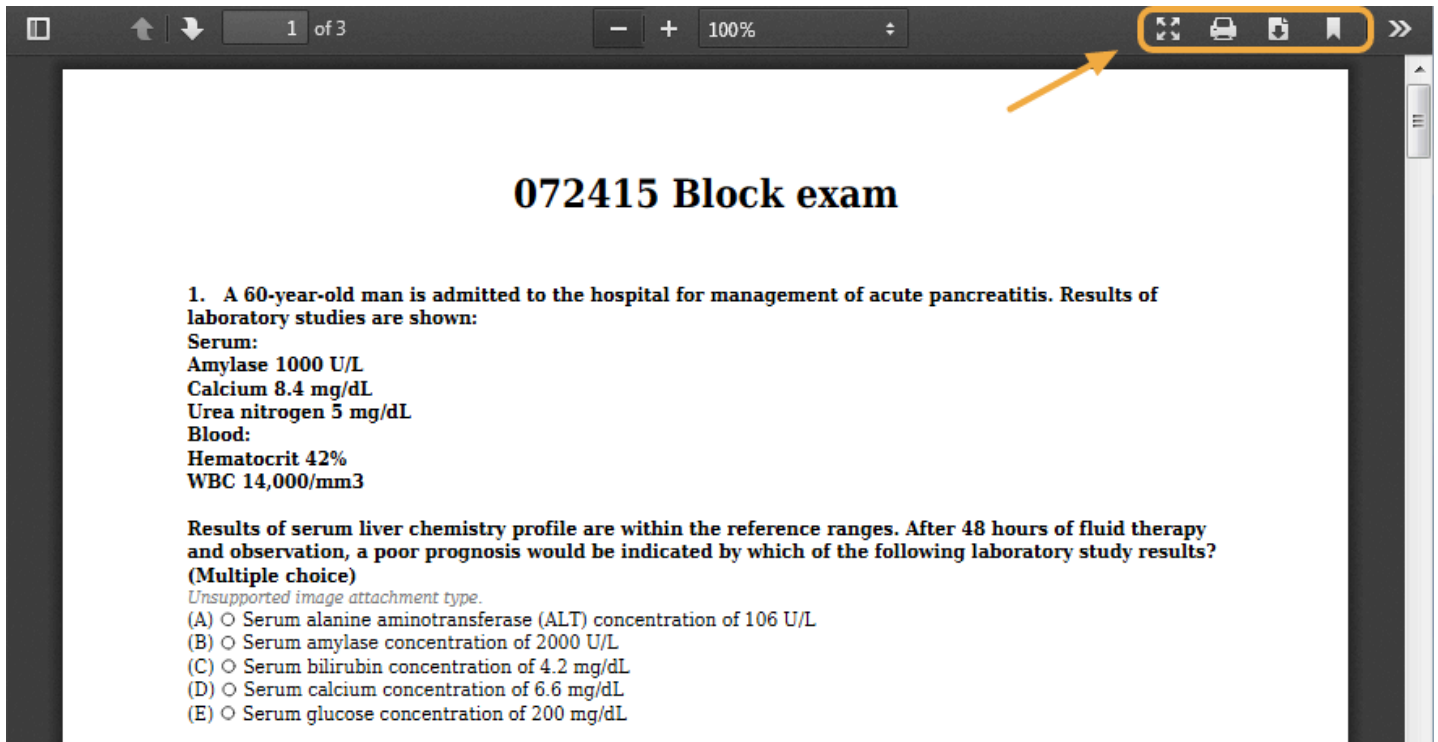 1 of 3 100%
072415 Block exam
1. A 60-year-old man is admitted to the hospital for management of acute pancreatitis. Results of
laboratory studies are shown:
Serum:
Amylase 1000 U/L
Calcium 8.4 mg/dL
Urea nitrogen 5 mg/dL
Blood:
Hematocrit 42%
WBC 14,000/mm3
Results of serum liver chemistry profile are within the reference ranges. After 48 hours of fluid therapy
and observation, a poor prognosis would be indicated by which of the following laboratory study results?
(Multiple choice)
Unsupported image attachment type.
(A) Serum alanine aminotransferase (ALT) concentration of 106 U/L
(B) Serum amylase concentration of 2000 U/L
(C) Serum bilirubin concentration of 4.2 mg/dL
(D) Serum calcium concentration of 6.6 mg/dL
(E) Serum glucose concentration of 200 mg/dL